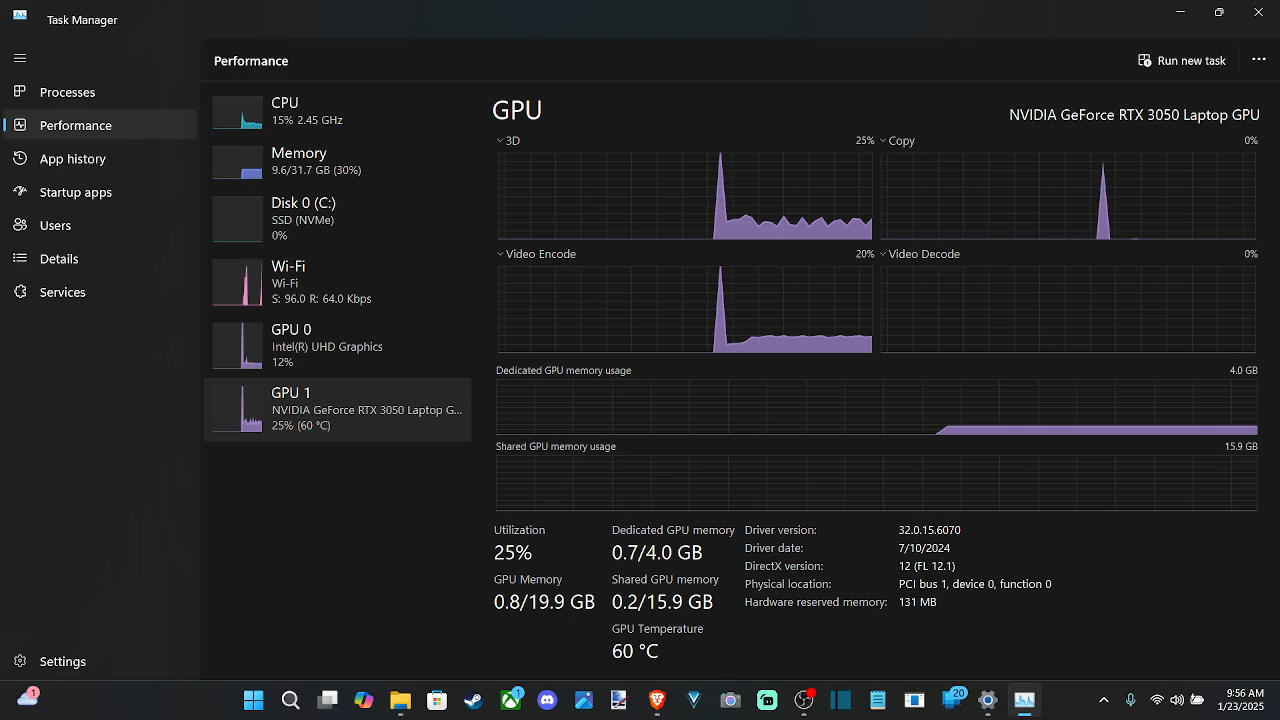 Task Manager
Performance
Run new task
Processes
Performance
App history
Startup apps
Users
Details
Services
Settings
CPU
15% 2.45 GHz
Memory
9.6/31.7 GB (30%)
Disk 0 (C:)
SSD (NVMe)
0%
Wi-Fi
Wi-Fi
S: 96.0 R: 64.0 Kbps
GPU 0
Intel(R) UHD Graphics
12%
GPU 1
NVIDIA GeForce RTX 3050 Laptop G...
25% (60 °C)
GPU
NVIDIA GeForce RTX 3050 Laptop GPU
3D 25%
Copy 0%
Video Encode 20%
Video Decode 0%
Dedicated GPU memory usage 4.0 GB
Shared GPU memory usage 15.9 GB
Utilization
25%
Dedicated GPU memory
0.7/4.0 GB
GPU Memory
0.8/19.9 GB
Shared GPU memory
0.2/15.9 GB
GPU Temperature
60 °C
Driver version: 32.0.15.6070
Driver date: 7/10/2024
DirectX version: 12 (FL 12.1)
Physical location: PCI bus 1, device 0, function 0
Hardware reserved memory: 131 MB
1
1
20
9:56 AM
1/23/2025